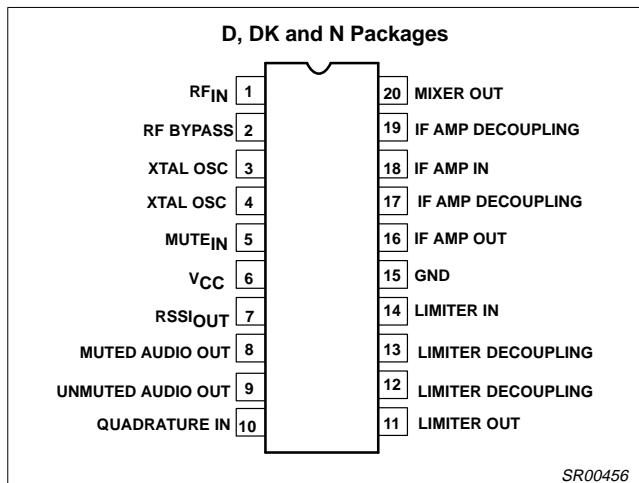 D, DK and N Packages
RFIN 1
RF BYPASS 2
XTAL OSC 3
XTAL OSC 4
MUTEIN 5
VCC 6
RSSIOUT 7
MUTED AUDIO OUT 8
UNMUTED AUDIO OUT 9
QUADRATURE IN 10
20 MIXER OUT
19 IF AMP DECOUPLING
18 IF AMP IN
17 IF AMP DECOUPLING
16 IF AMP OUT
15 GND
14 LIMITER IN
13 LIMITER DECOUPLING
12 LIMITER DECOUPLING
11 LIMITER OUT
SR00456